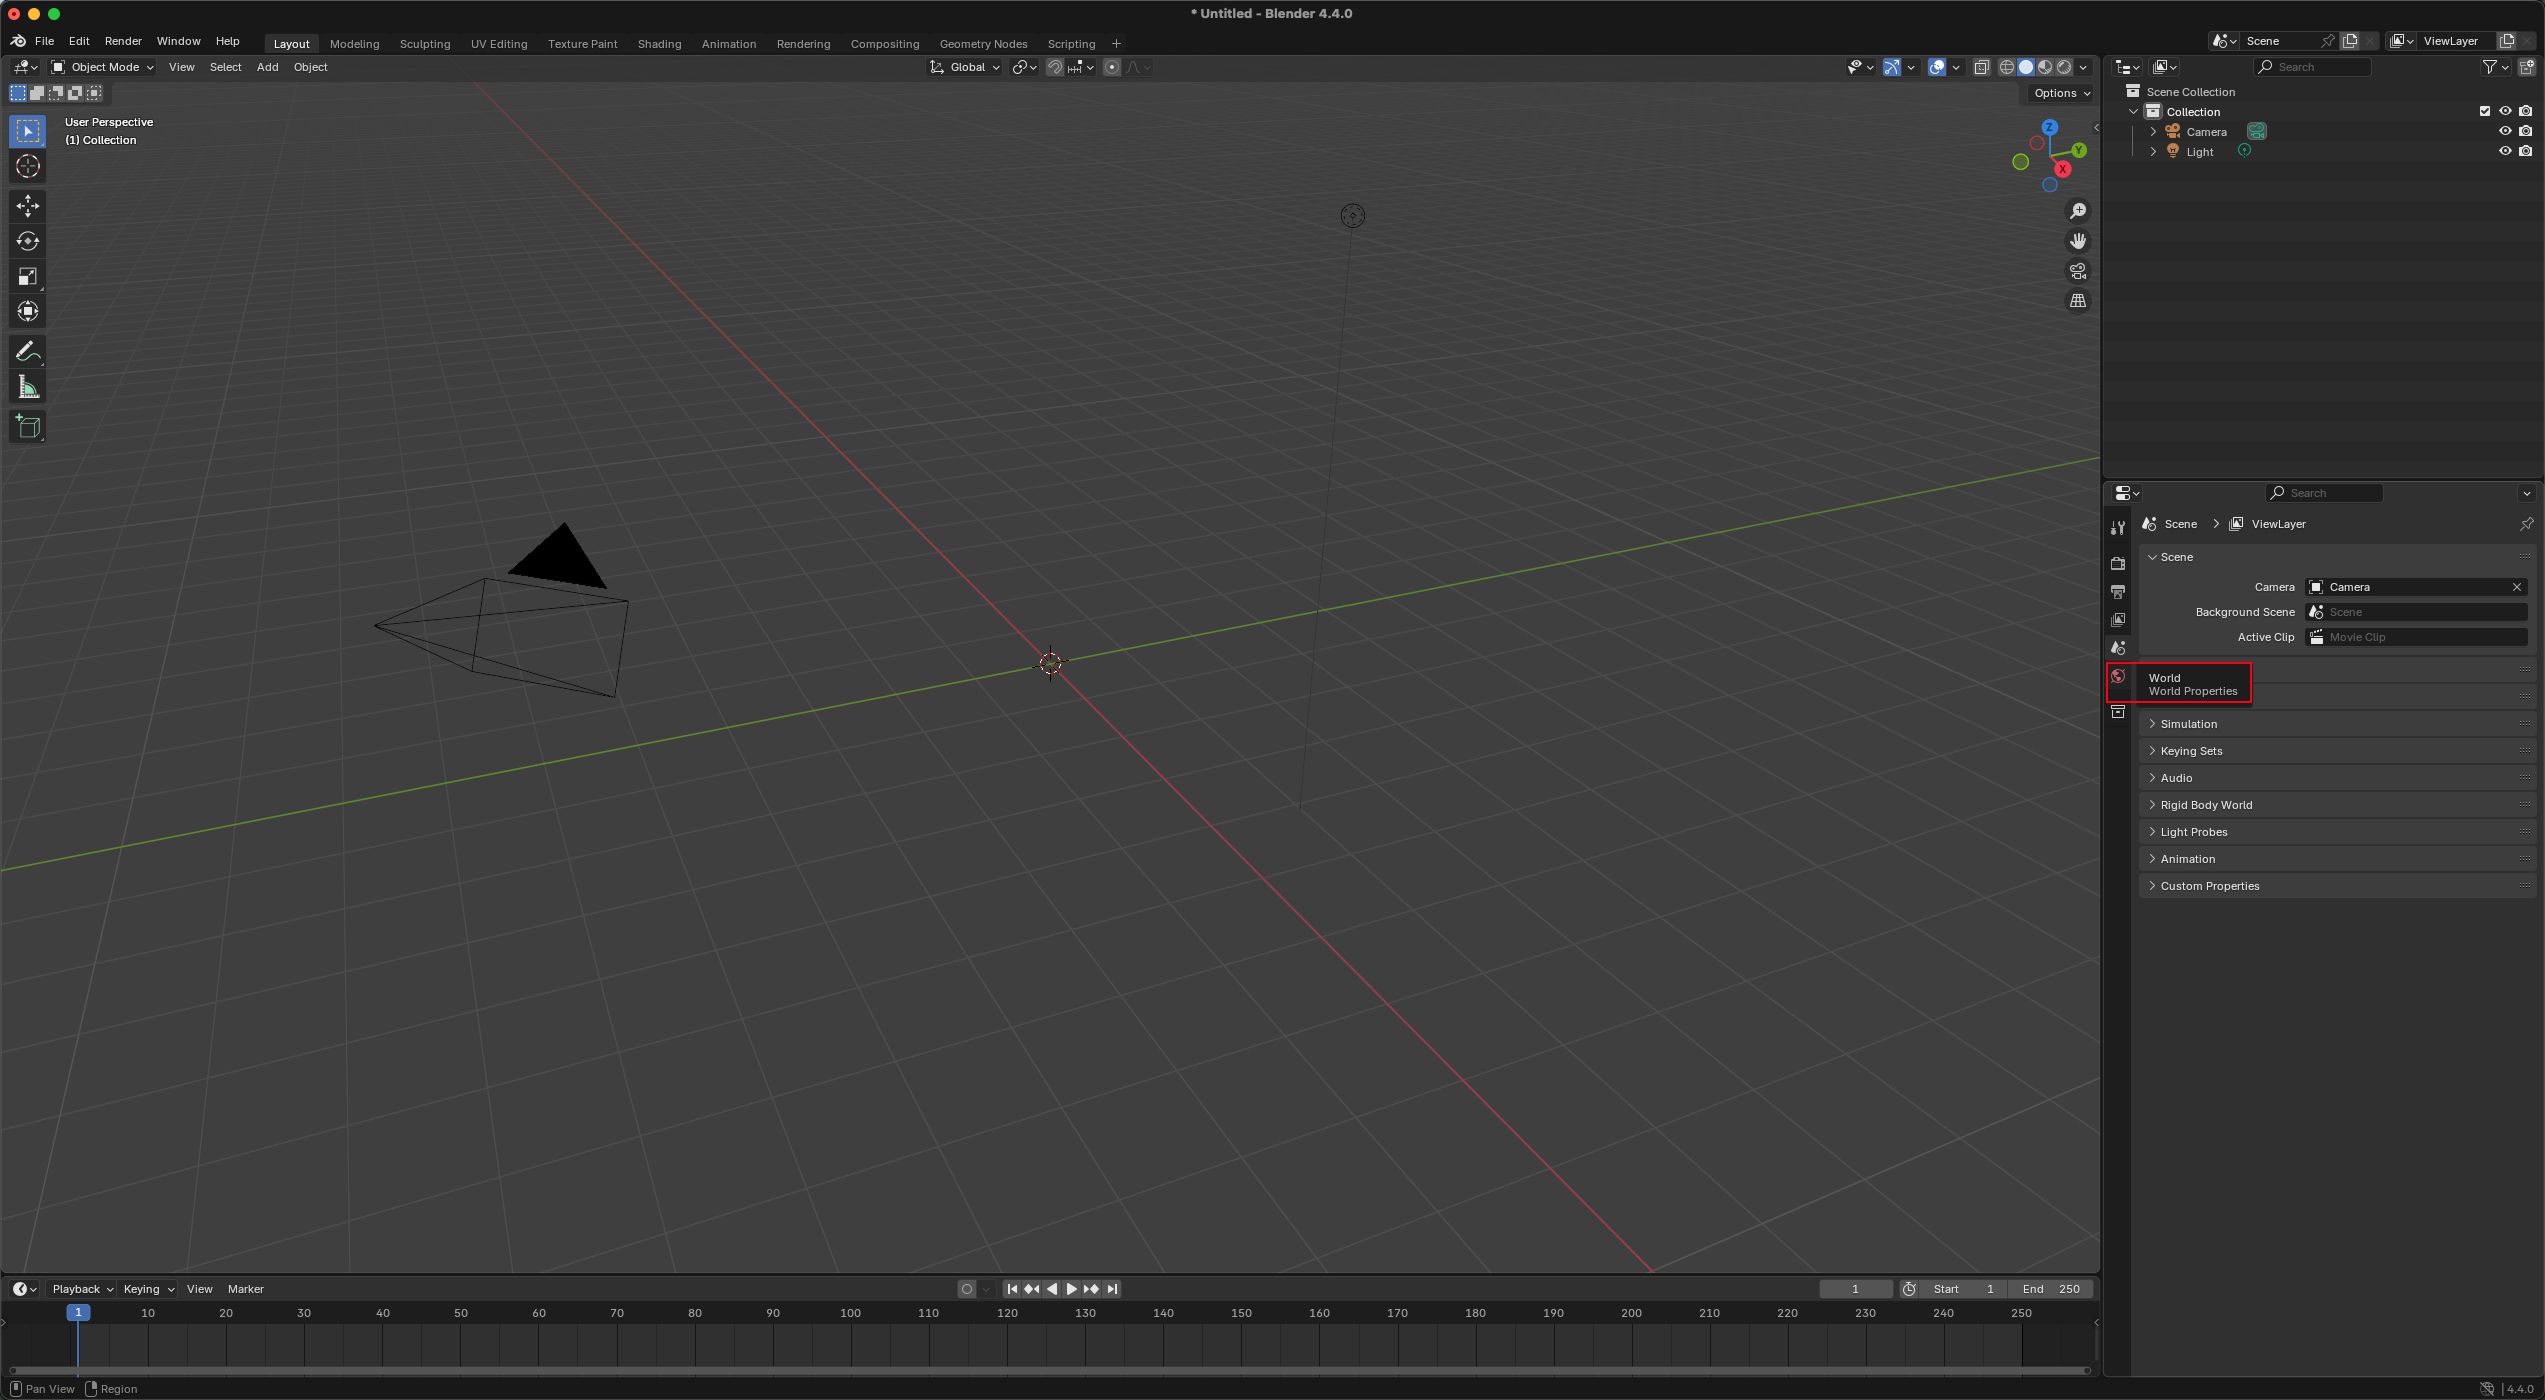 * Untitled - Blender 4.4.0
File Edit Render Window Help Layout Modeling Sculpting UV Editing Texture Paint Shading Animation Rendering Compositing Geometry Nodes Scripting + Scene ViewLayer
Object Mode View Select Add Object Global Search
Options
User Perspective
(1) Collection
Z
Y
X
Scene Collection
Collection
Camera
Light
Search
Scene > ViewLayer
Scene
Camera Camera
Background Scene Scene
Active Clip Movie Clip
World
World Properties
Simulation
Keying Sets
Audio
Rigid Body World
Light Probes
Animation
Custom Properties
Playback Keying View Marker 1 Start 1 End 250
1 10 20 30 40 50 60 70 80 90 100 110 120 130 140 150 160 170 180 190 200 210 220 230 240 250
Pan View Region 4.4.0